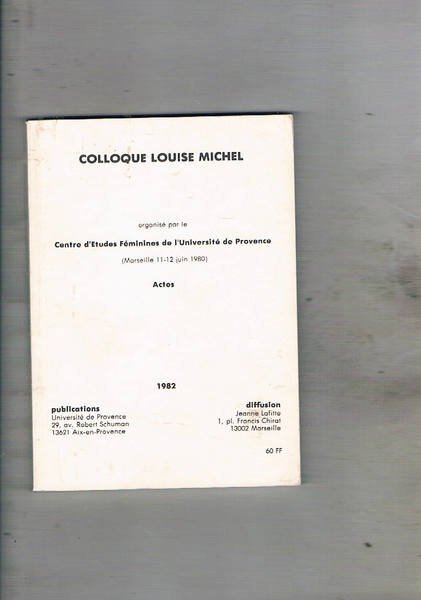 COLLOQUE LOUISE MICHEL
organisé par le
Centre d'Etudes Féminines de l'Université de Provence
(Marseille 11-12 juin 1980)
Actes
1982
publications
Université de Provence
29, av. Robert Schuman
13621 Aix-en-Provence
diffusion
Jeanne Lafitte
1, pl. Francis Chirat
13002 Marseille
60 FF